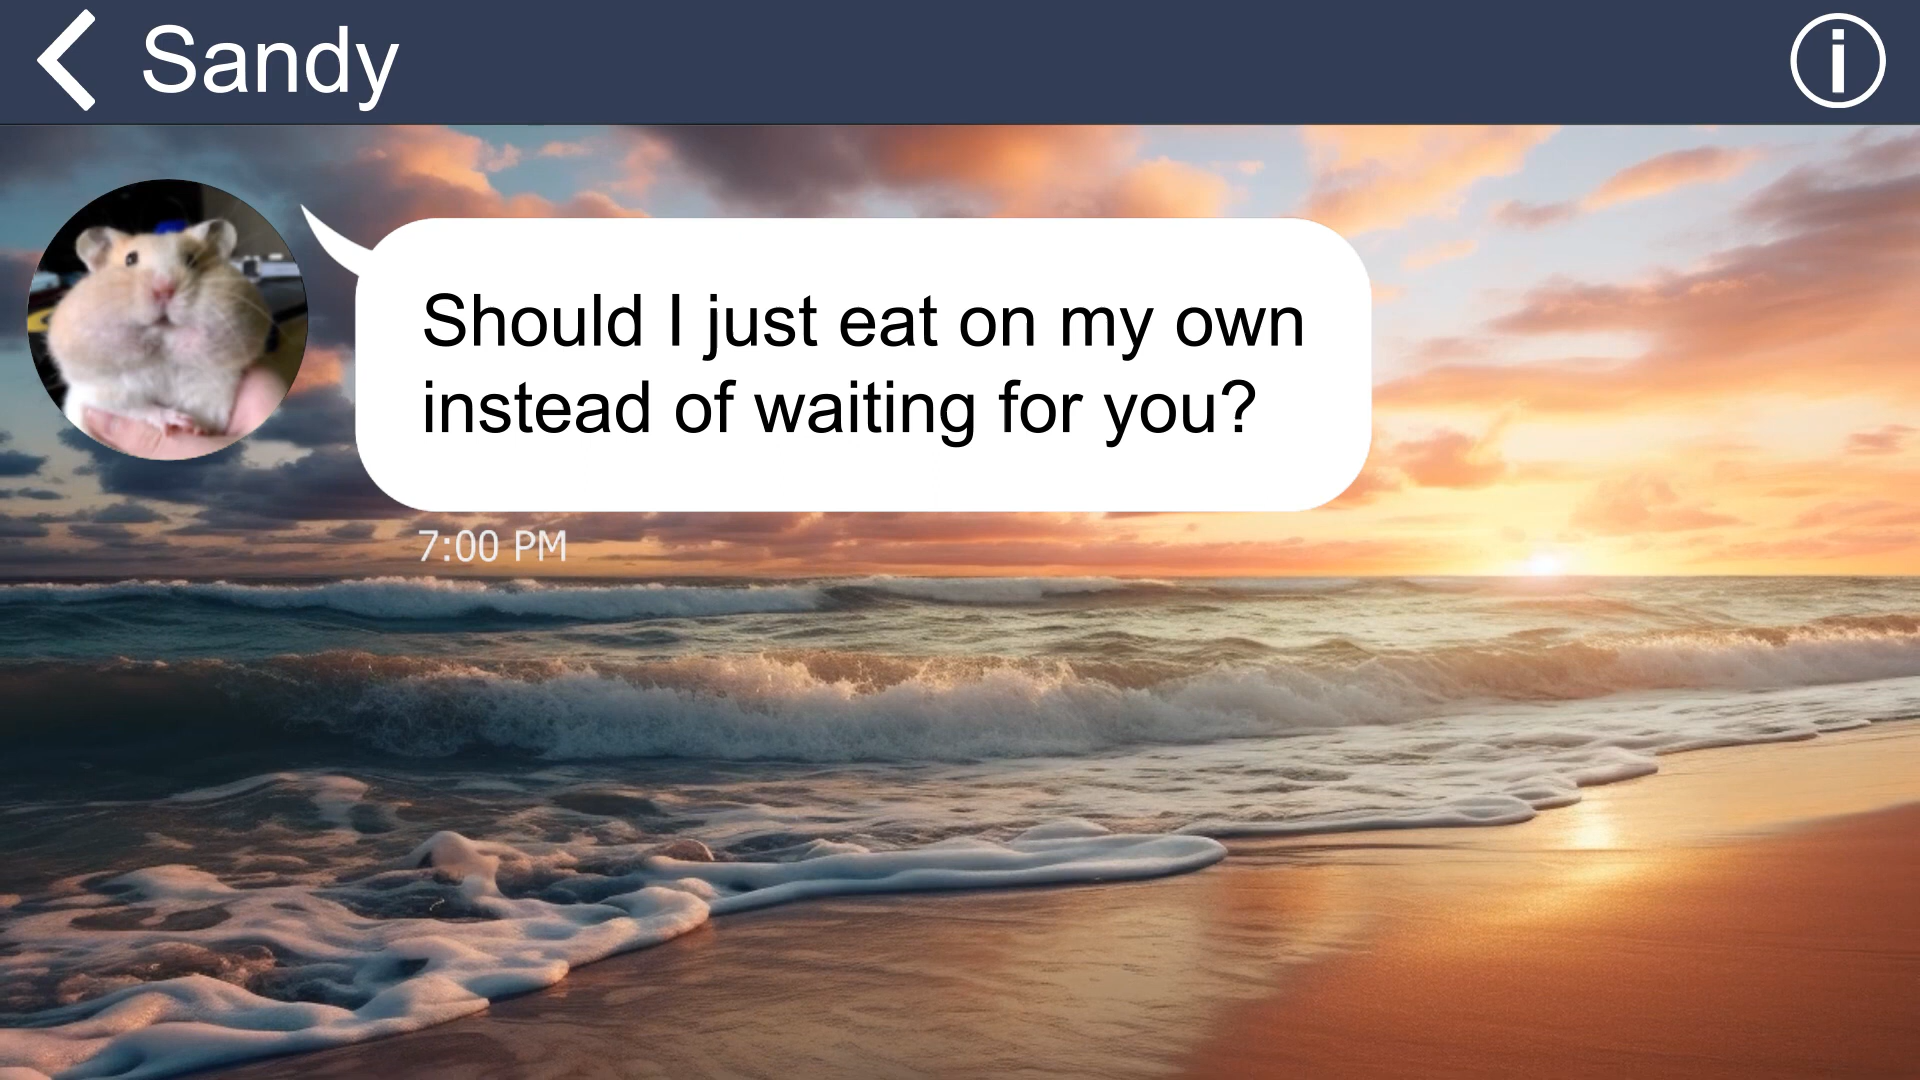 Sandy
Should I just eat on my own
instead of waiting for you?
7:00 PM